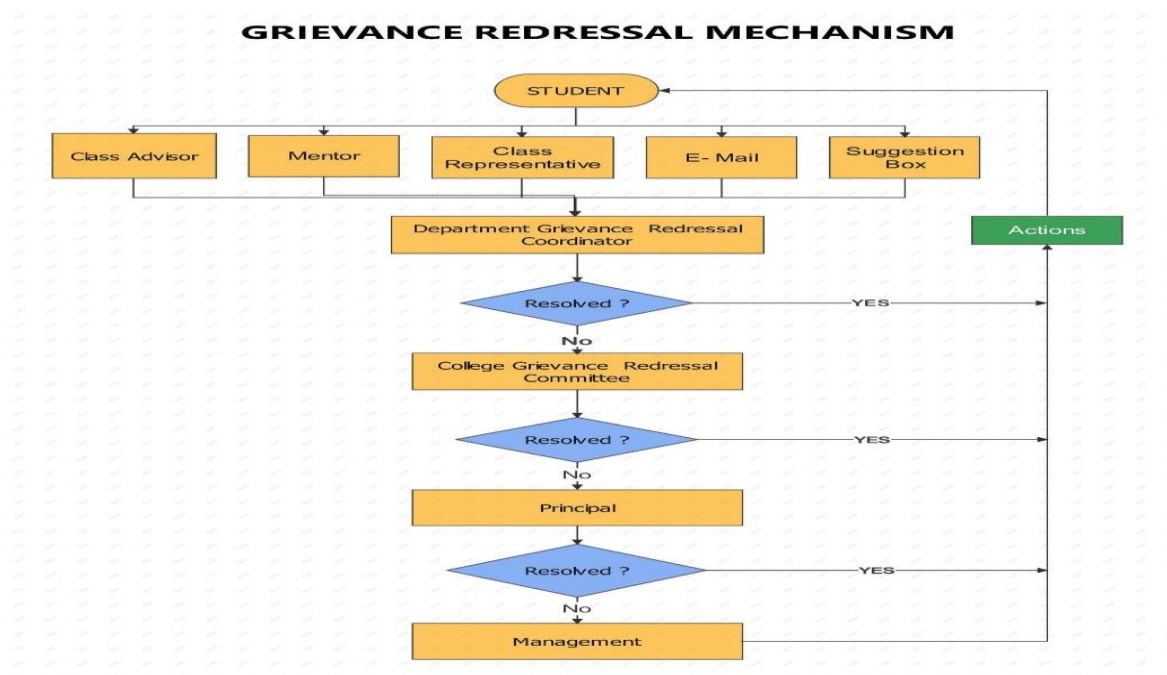 GRIEVANCE REDRESSAL MECHANISM
STUDENT
Class Advisor
Mentor
Class
Representative
E- Mail
Suggestion
Box
Department Grievance Redressal
Coordinator
Actions
Resolved ?
YES
No
College Grievance Redressal
Committee
Resolved ?
YES
No
Principal
Resolved ?
YES
No
Management